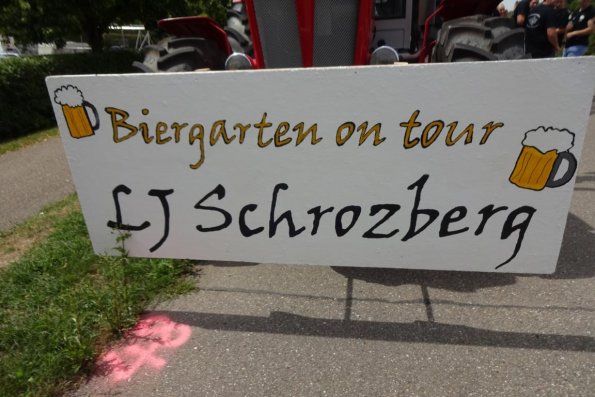 Biergarten on tour
LJ Schrozberg